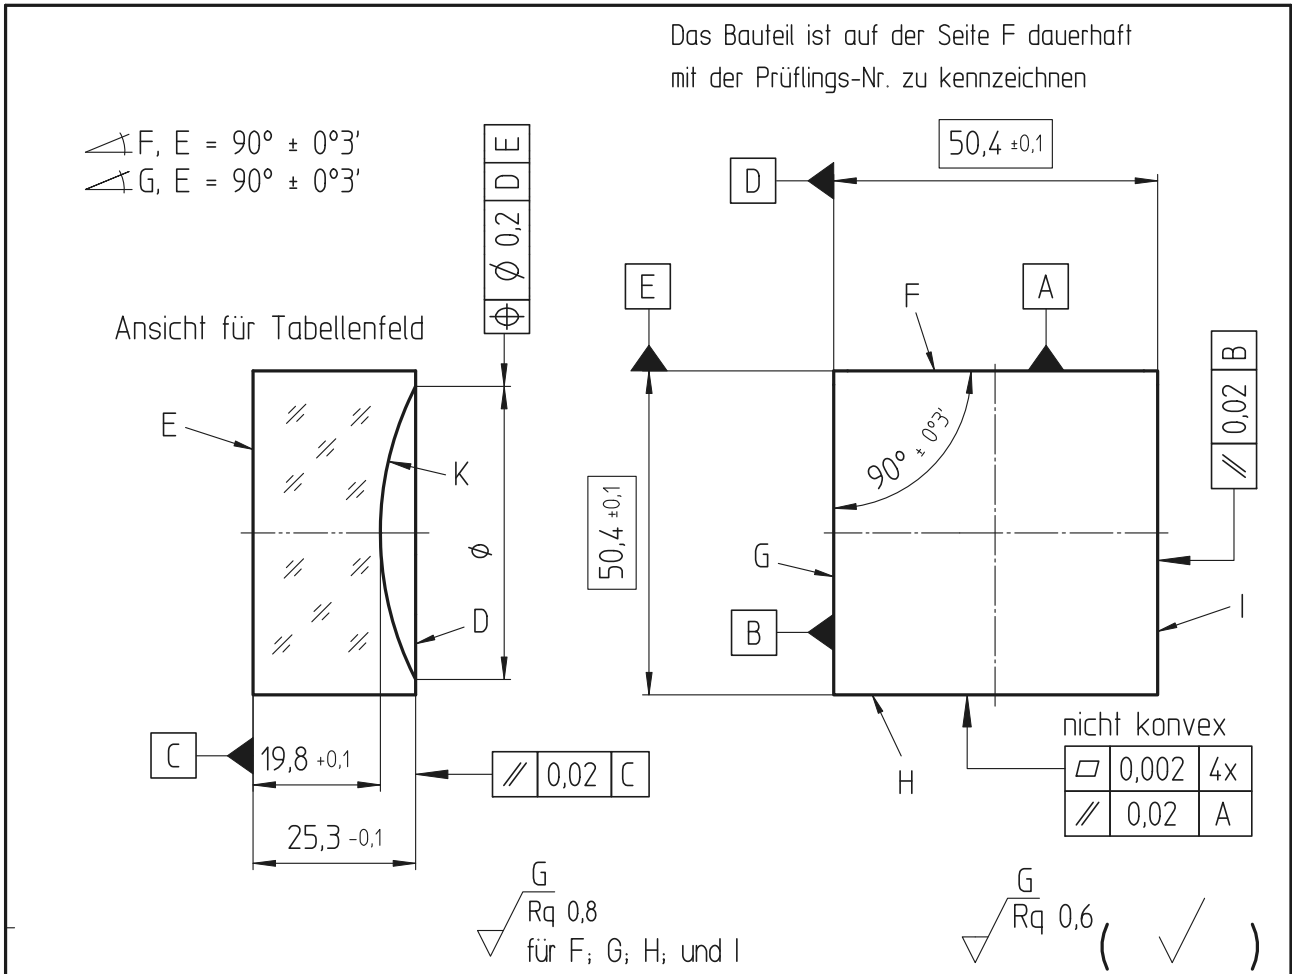 Das Bauteil ist auf der Seite F dauerhaft
mit der Prüflings-Nr. zu kennzeichnen
F, E = 90° ± 0°3'
G, E = 90° ± 0°3'
⌖ Ø 0,2 D E
50,4 ±0,1
D
E
F
A
Ansicht für Tabellenfeld
⫽ 0,02 B
E
K
90° ± 0°3'
50,4 ±0,1
ø
G
D
B
I
C
19,8 +0,1
⫽ 0,02 C
25,3 -0,1
H
nicht konvex
⏥ 0,002 4x
⫽ 0,02 A
G
Rq 0,8
für F; G; H; und I
G
Rq 0,6 ( )